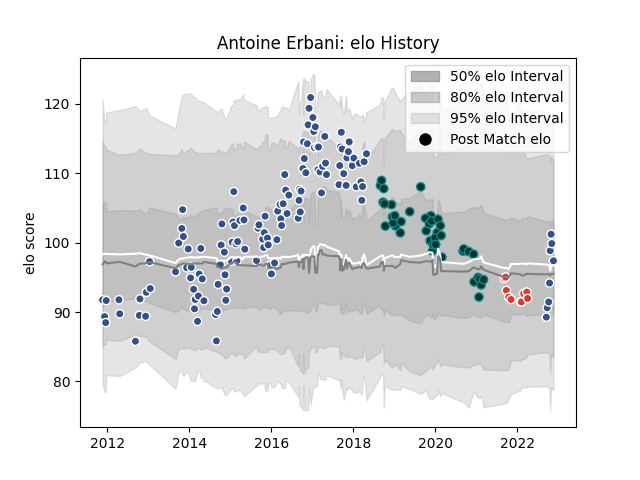 Antoine Erbani: elo History
50% elo Interval
80% elo Interval
95% elo Interval
Post Match elo
elo score
120
110
100
90
80
2012
2014
2016
2018
2020
2022